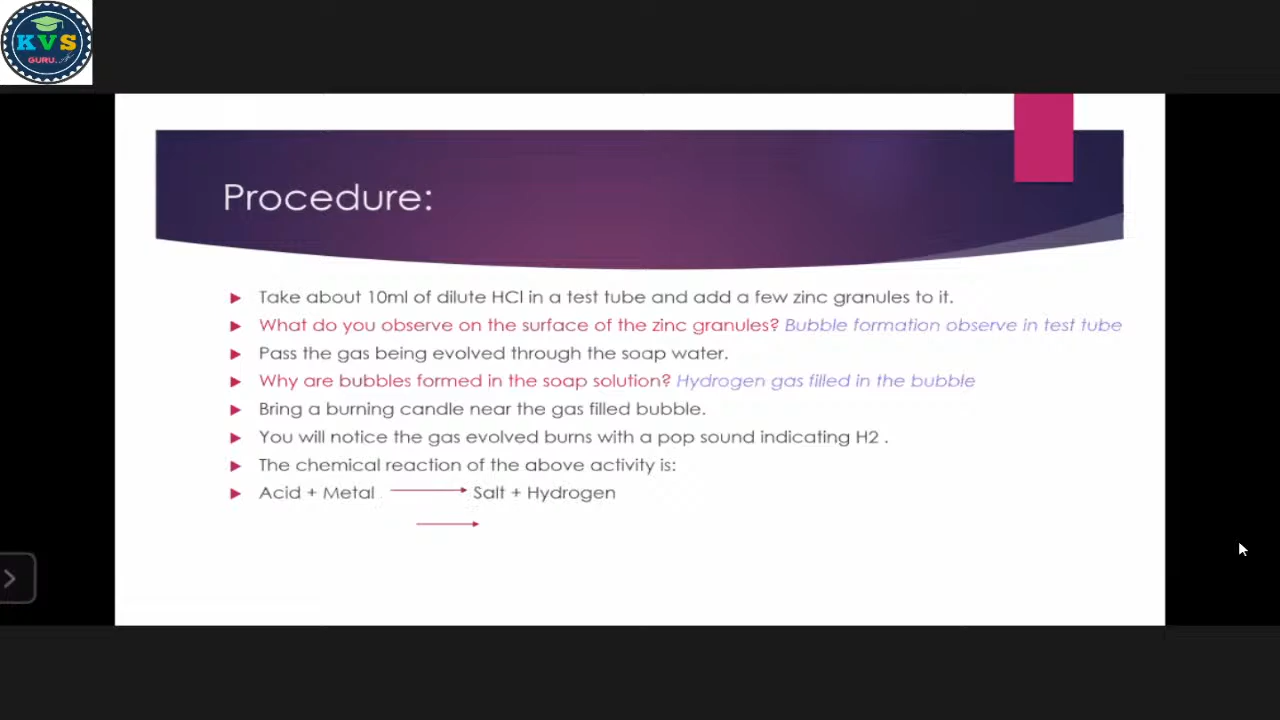 KVS
GURU.
Procedure:
Take about 10ml of dilute HCl in a test tube and add a few zinc granules to it.
What do you observe on the surface of the zinc granules? Bubble formation observe in test tube
Pass the gas being evolved through the soap water.
Why are bubbles formed in the soap solution? Hydrogen gas filled in the bubble
Bring a burning candle near the gas filled bubble.
You will notice the gas evolved burns with a pop sound indicating H2 .
The chemical reaction of the above activity is:
Acid + Metal → Salt + Hydrogen